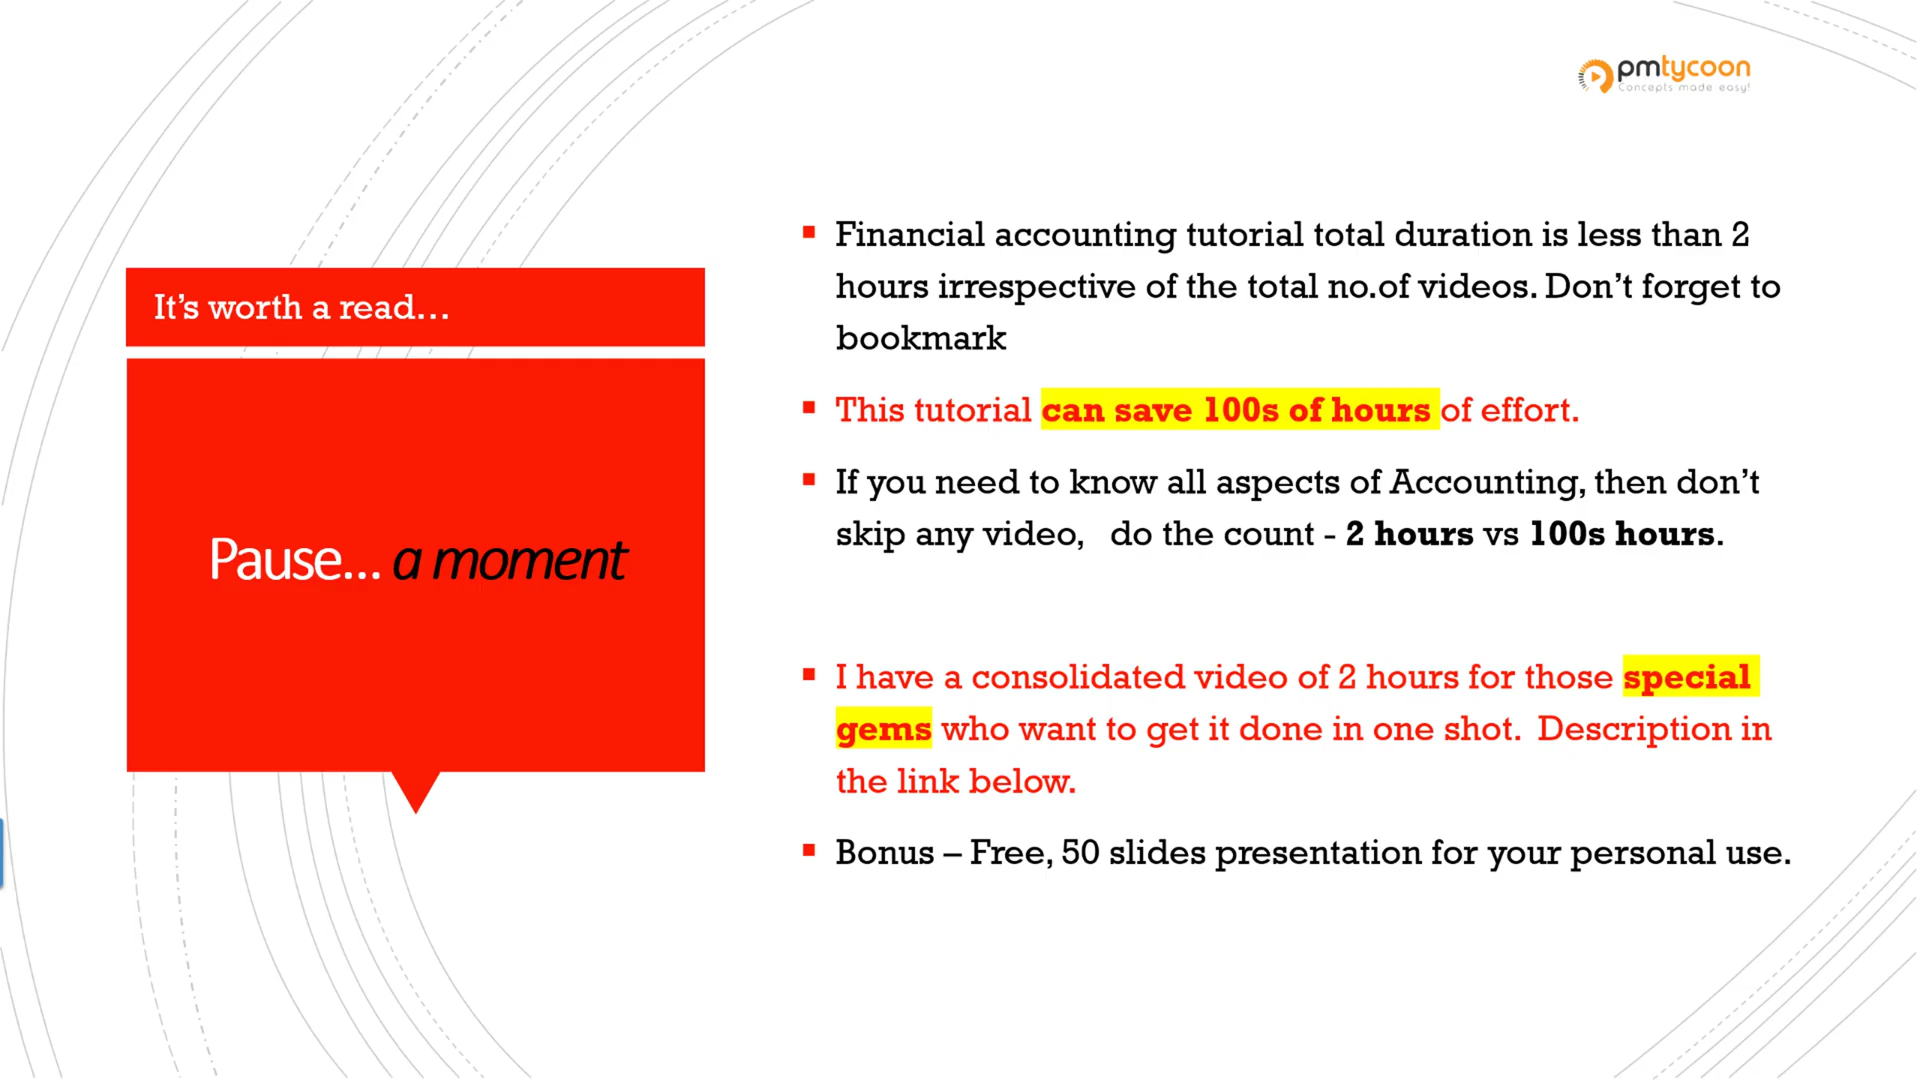 pmtycoon
Concepts made easy!
It's worth a read...
Pause... a moment
▪ Financial accounting tutorial total duration is less than 2
hours irrespective of the total no.of videos. Don't forget to
bookmark
▪ This tutorial can save 100s of hours of effort.
▪ If you need to know all aspects of Accounting, then don't
skip any video, do the count - 2 hours vs 100s hours.
▪ I have a consolidated video of 2 hours for those special
gems who want to get it done in one shot. Description in
the link below.
▪ Bonus – Free, 50 slides presentation for your personal use.